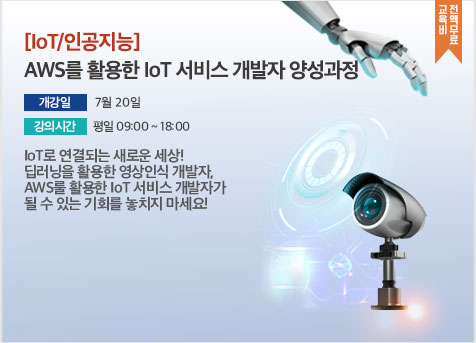 [IoT/인공지능]
AWS를 활용한 IoT 서비스 개발자 양성과정
개강일 7월 20일
강의시간 평일 09:00 ~ 18:00
IoT로 연결되는 새로운 세상!
딥러닝을 활용한 영상인식 개발자,
AWS를 활용한 IoT 서비스 개발자가
될 수 있는 기회를 놓치지 마세요!
교육비
전액무료